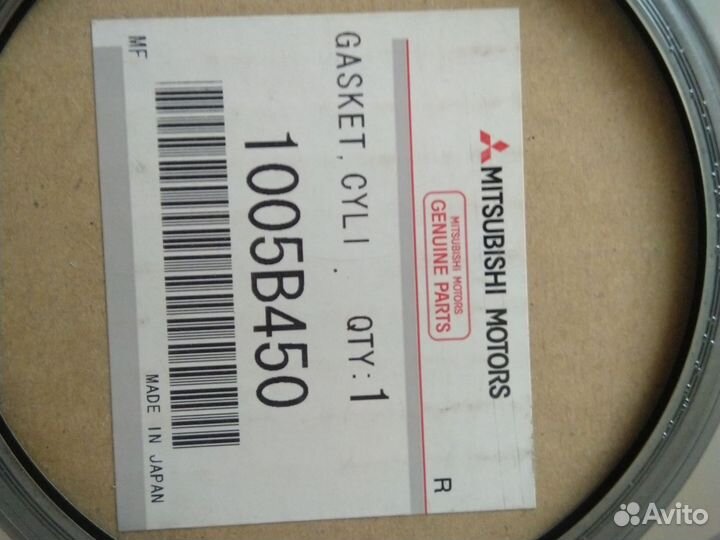 MITSUBISHI MOTORS
MITSUBISHI MOTORS
GENUINE PARTS
R
GASKET, CYLI. QTY:1
1005B450
MF
MADE IN JAPAN
Avito